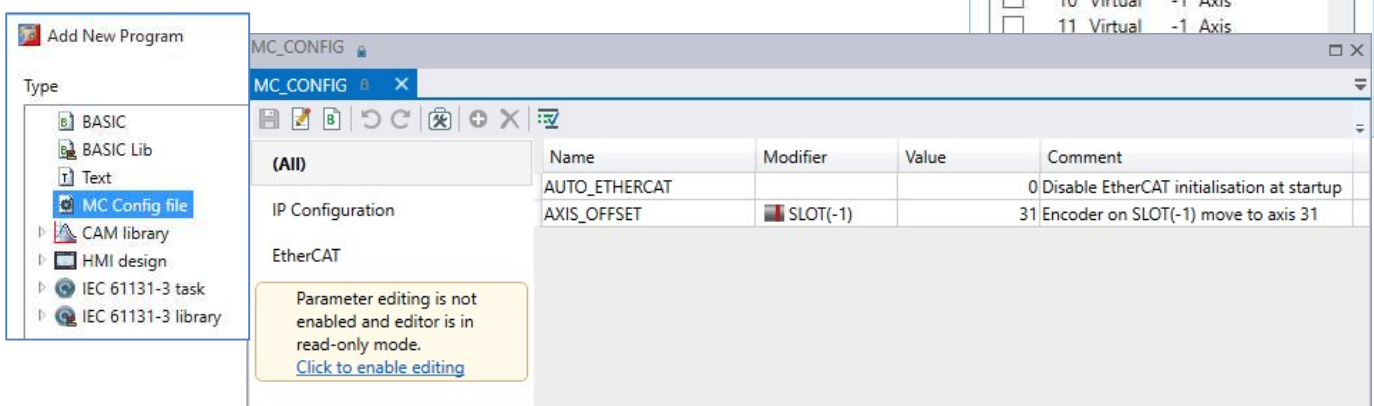 10 Virtual -1 Axis
11 Virtual -1 Axis
Add New Program
Type
BASIC
BASIC Lib
Text
MC Config file
CAM library
HMI design
IEC 61131-3 task
IEC 61131-3 library
MC_CONFIG
MC_CONFIG
(All)
IP Configuration
EtherCAT
Parameter editing is not
enabled and editor is in
read-only mode.
Click to enable editing
Name Modifier Value Comment
AUTO_ETHERCAT 0 Disable EtherCAT initialisation at startup
AXIS_OFFSET SLOT(-1) 31 Encoder on SLOT(-1) move to axis 31